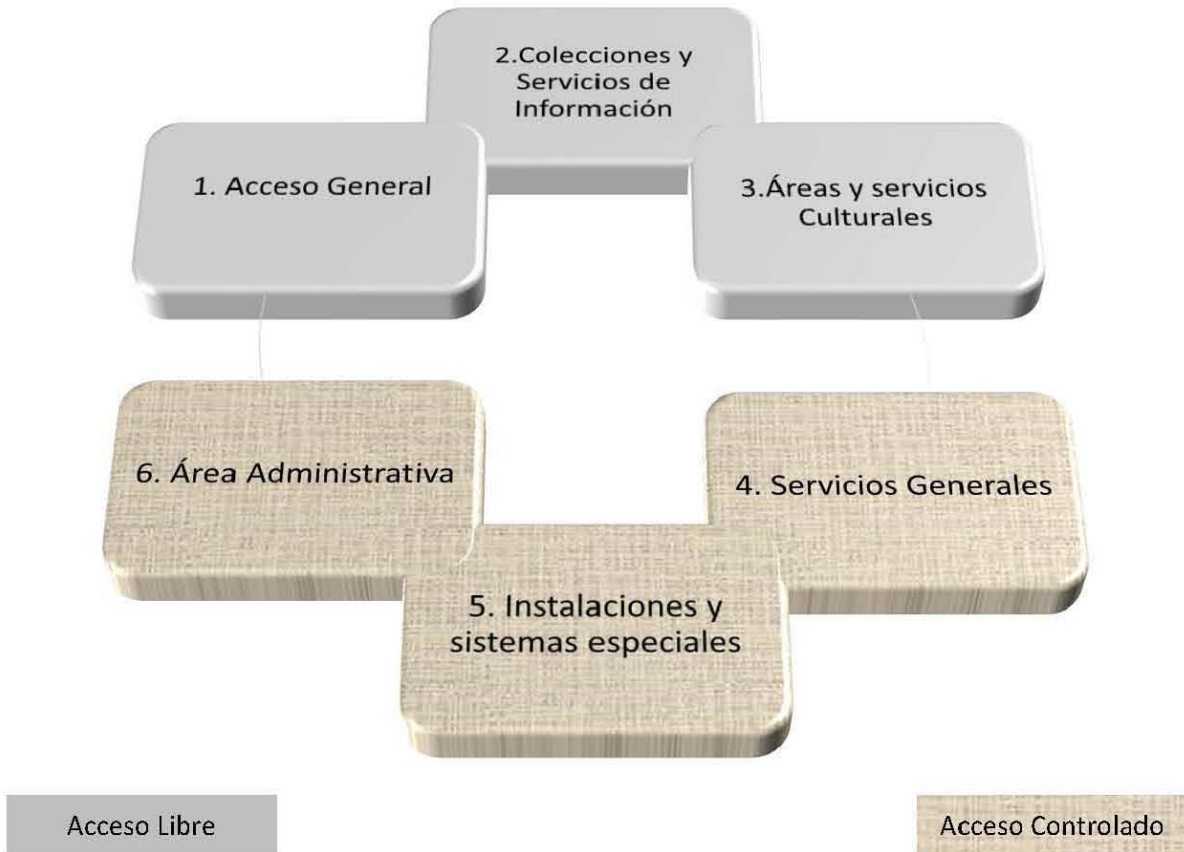 2.Colecciones y
Servicios de
Información
1. Acceso General
3.Áreas y servicios
Culturales
6. Área Administrativa
4. Servicios Generales
5. Instalaciones y
sistemas especiales
Acceso Libre
Acceso Controlado